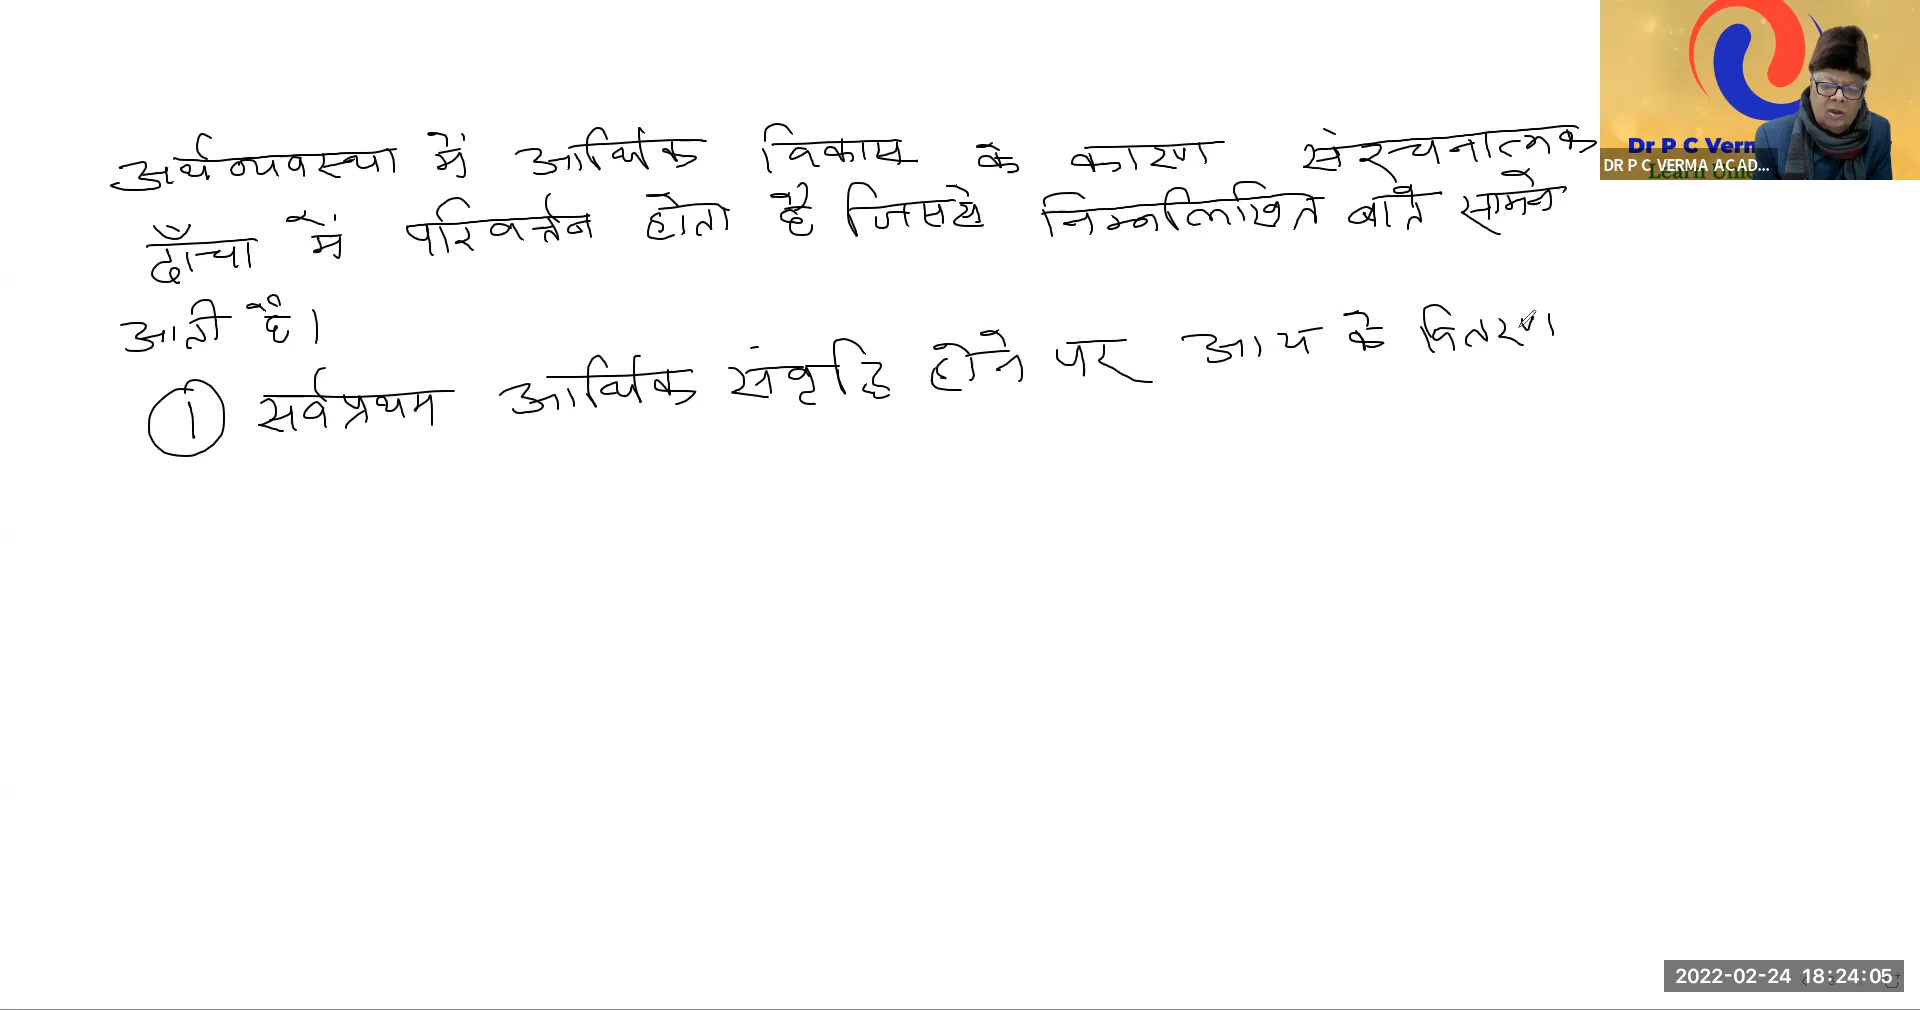 अर्थव्यवस्था में आर्थिक विकास के कारण संरचनात्मक
ढाँचा में परिवर्त्तन होता है जिससे निम्नलिखित बातें सामने
आती हैं।
① सर्वप्रथम आर्थिक संवृद्धि होने पर आय के वितरण
Dr P C Verm
DR P C VERMA ACAD...
2022-02-24 18:24:05